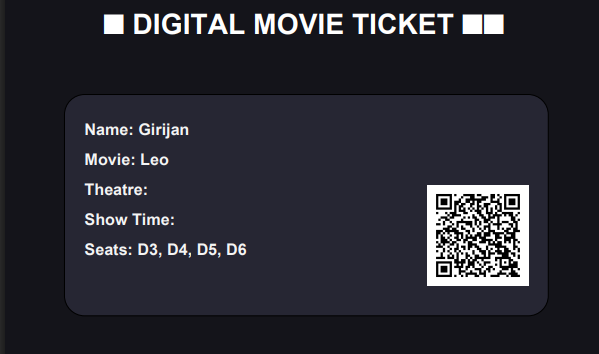 ■ DIGITAL MOVIE TICKET ■■
Name: Girijan
Movie: Leo
Theatre:
Show Time:
Seats: D3, D4, D5, D6